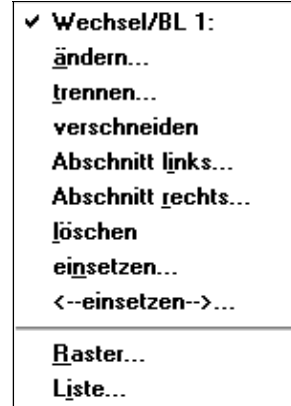 ✓ Wechsel/BL 1:
ändern...
trennen...
verschneiden
Abschnitt links...
Abschnitt rechts...
löschen
einsetzen...
<--einsetzen-->...
Raster...
Liste...